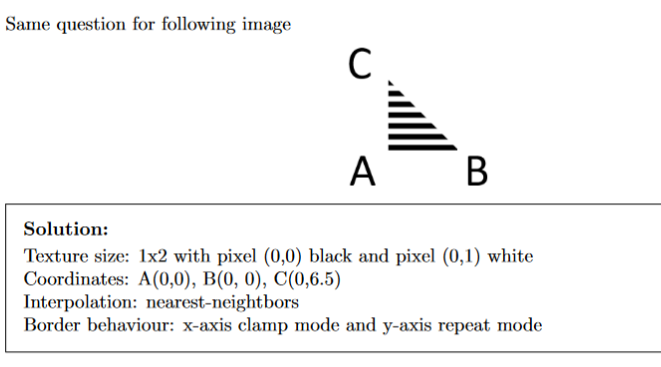 Same question for following image
C
A
B
Solution:
Texture size: 1x2 with pixel (0,0) black and pixel (0,1) white
Coordinates: A(0,0), B(0, 0), C(0,6.5)
Interpolation: nearest-neightbors
Border behaviour: x-axis clamp mode and y-axis repeat mode